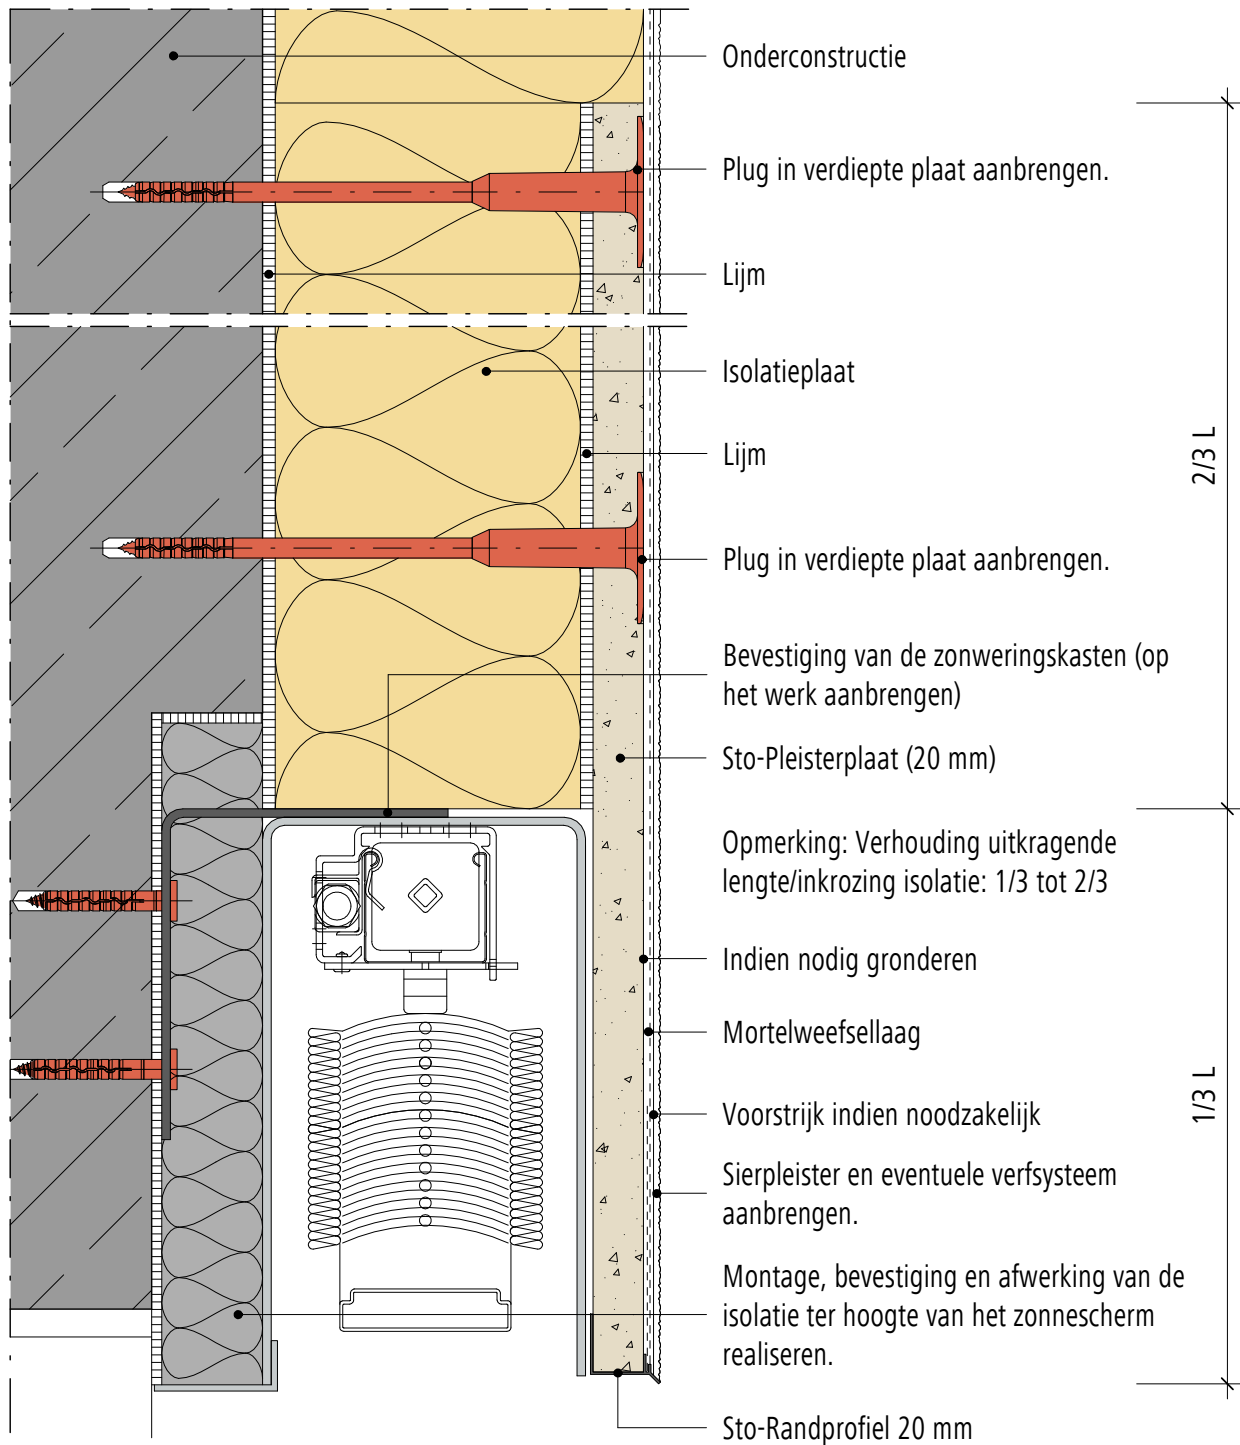 Onderconstructie
Plug in verdiepte plaat aanbrengen.
Lijm
Isolatieplaat
Lijm
2/3 L
Plug in verdiepte plaat aanbrengen.
Bevestiging van de zonweringskasten (op
het werk aanbrengen)
Sto-Pleisterplaat (20 mm)
Opmerking: Verhouding uitkragende
lengte/inkrozing isolatie: 1/3 tot 2/3
Indien nodig gronderen
Mortelweefsellaag
1/3 L
Voorstrijk indien noodzakelijk
Sierpleister en eventuele verfsysteem
aanbrengen.
Montage, bevestiging en afwerking van de
isolatie ter hoogte van het zonnescherm
realiseren.
Sto-Randprofiel 20 mm